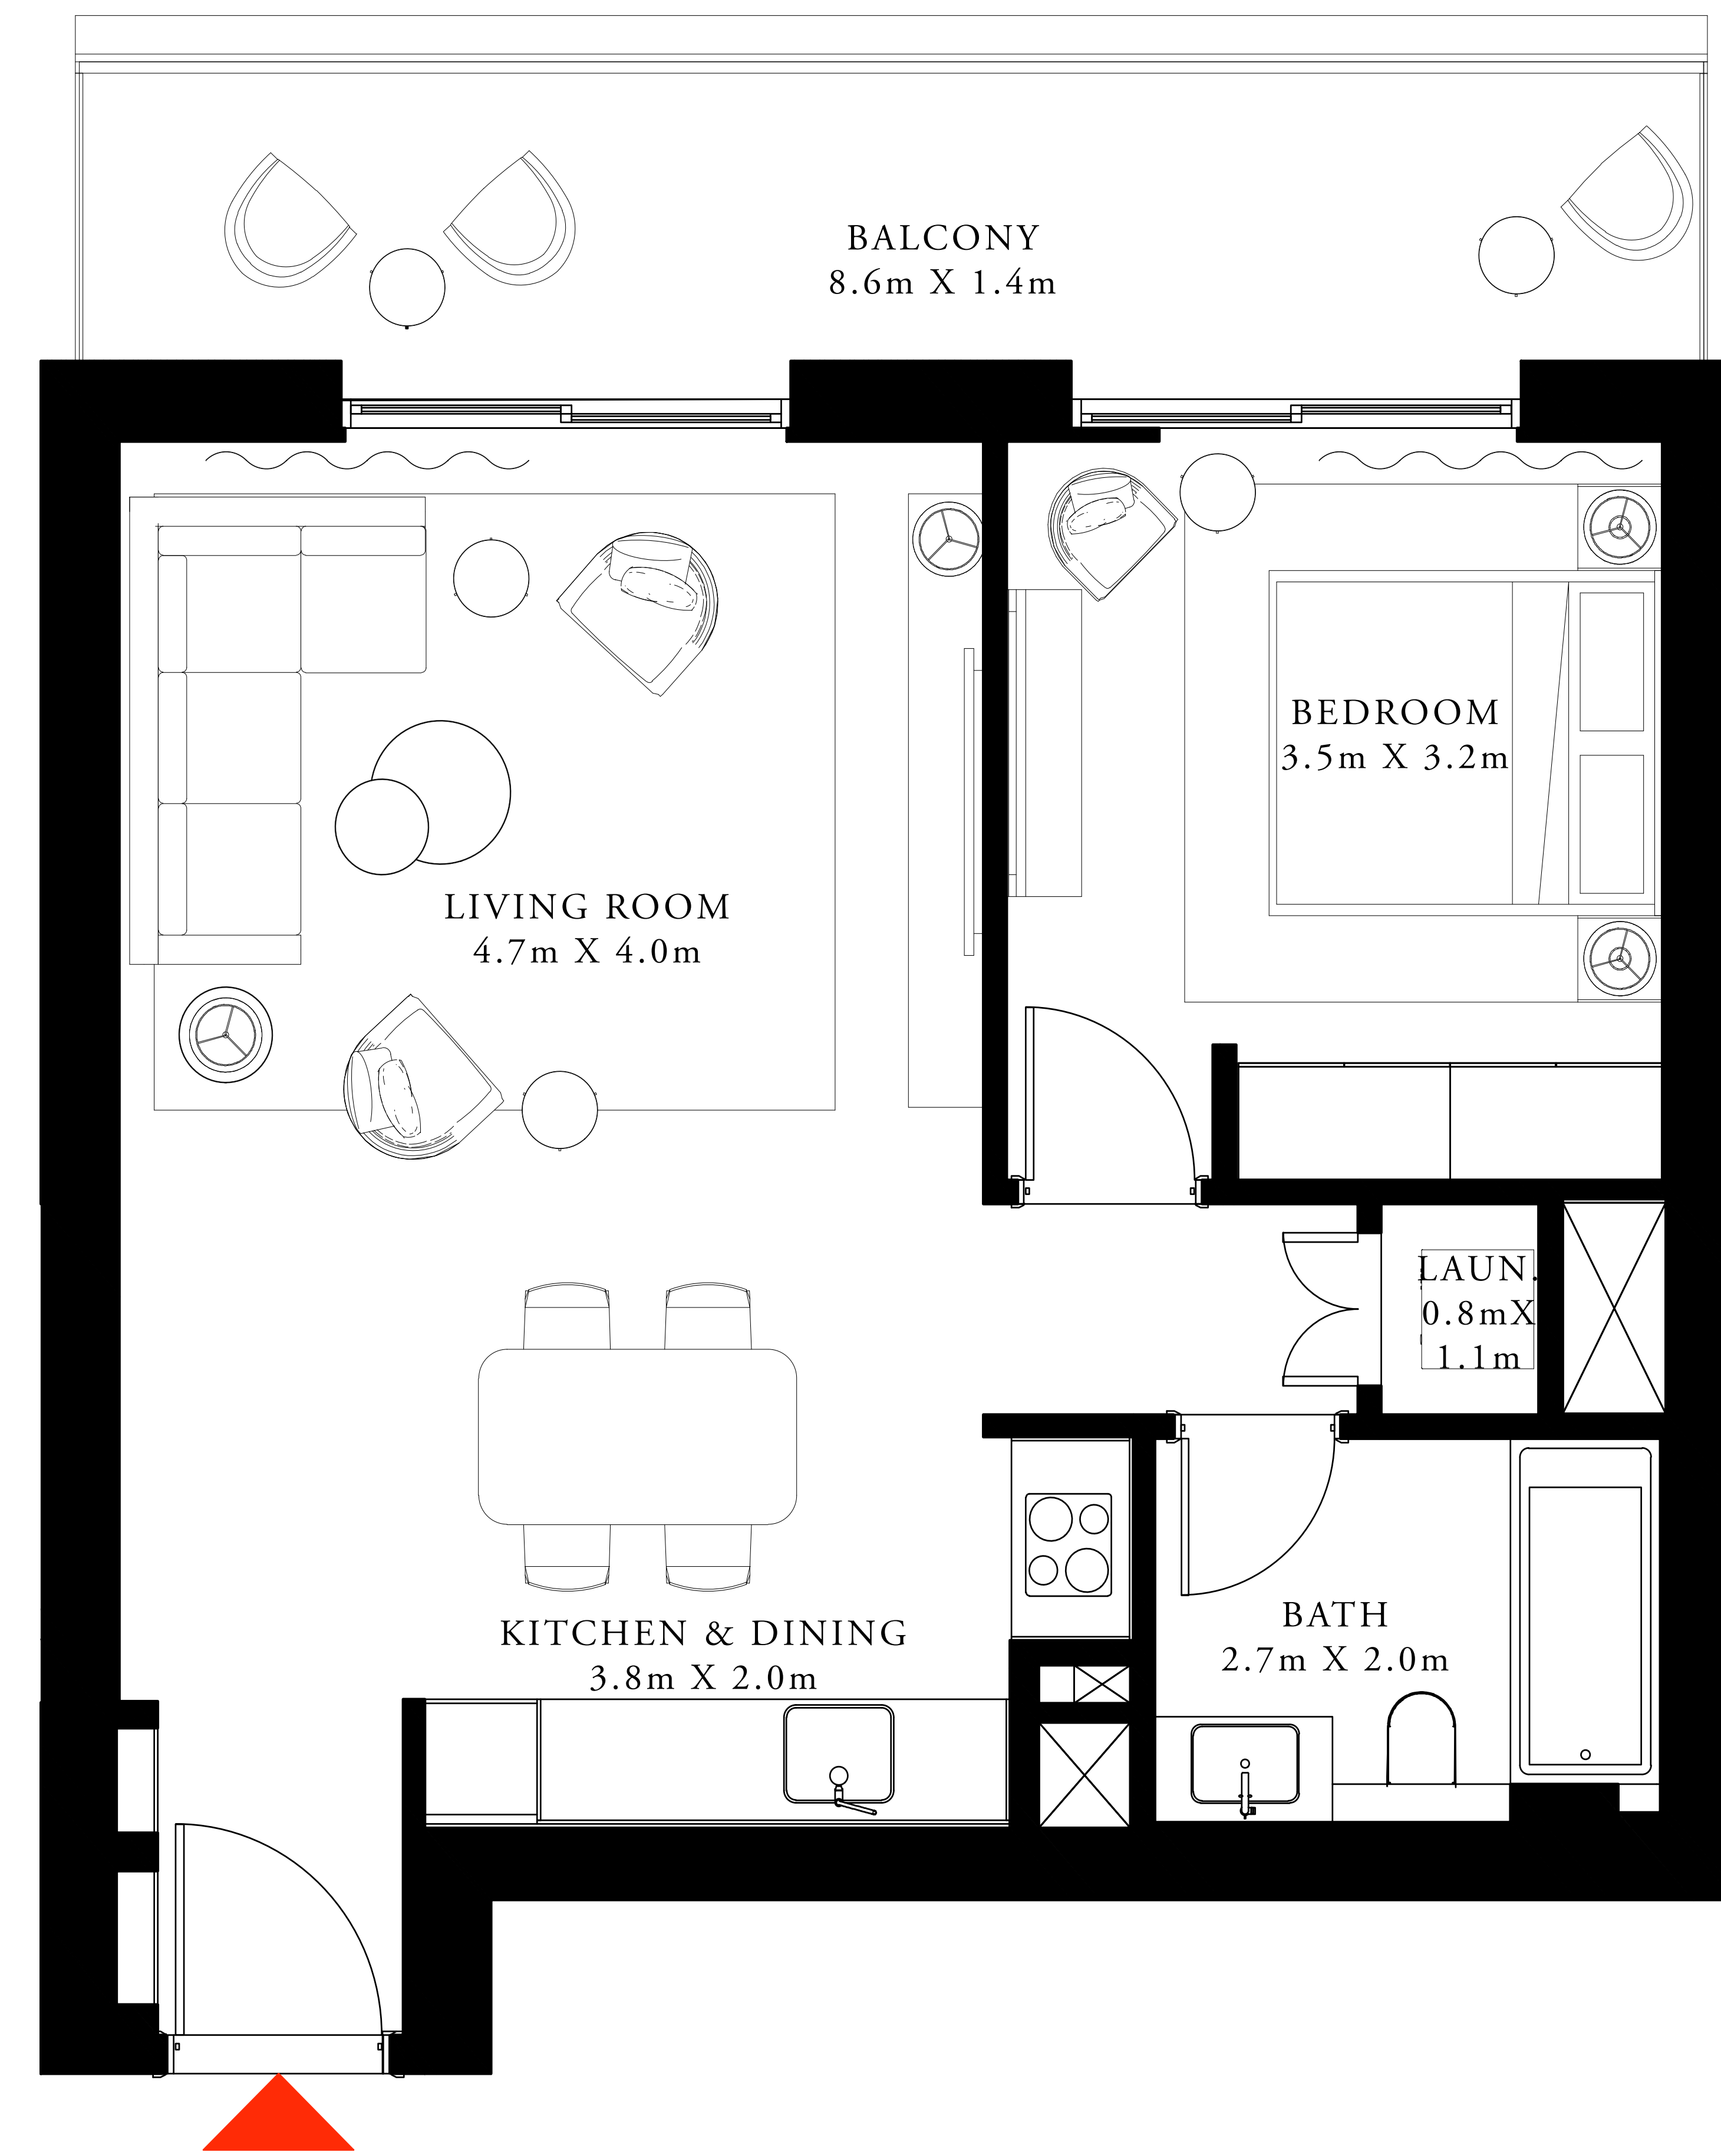 BALCONY
8.6m X 1.4m
BEDROOM
3.5m X 3.2m
LIVING ROOM
4.7m X 4.0m
LAUN.
0.8mX
1.1m
KITCHEN & DINING
3.8m X 2.0m
BATH
2.7m X 2.0m